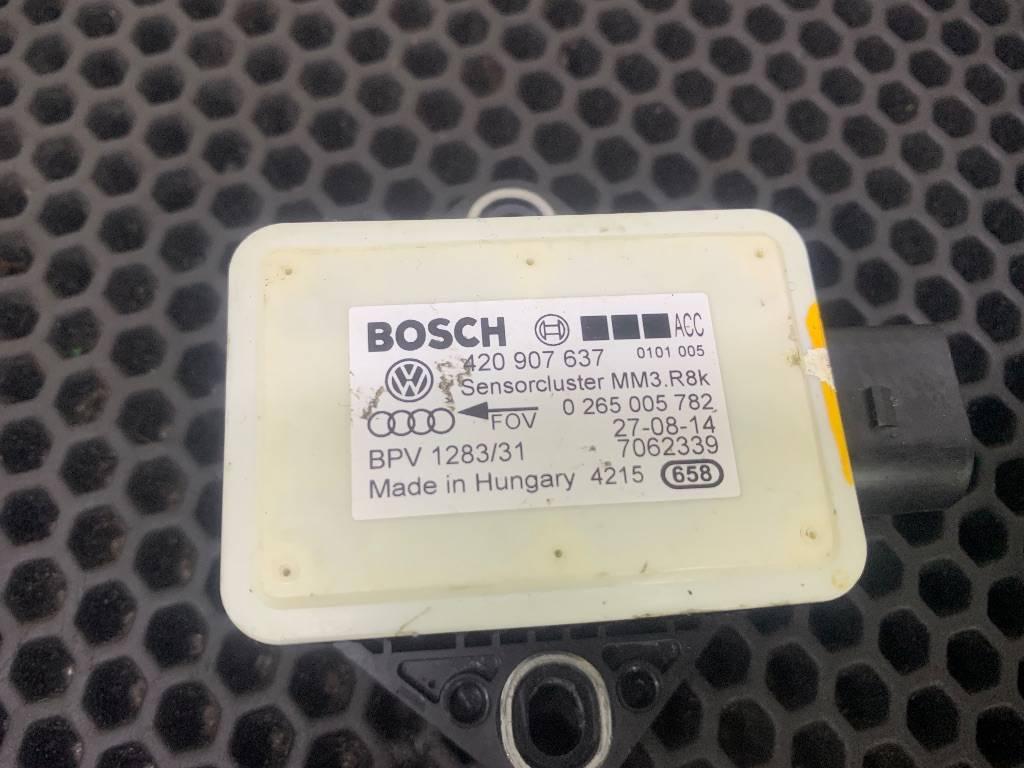 BOSCH ACC
420 907 637 0101 005
Sensorcluster MM3.R8k
FOV 0 265 005 782
27-08-14
BPV 1283/31 7062339
Made in Hungary 4215 658